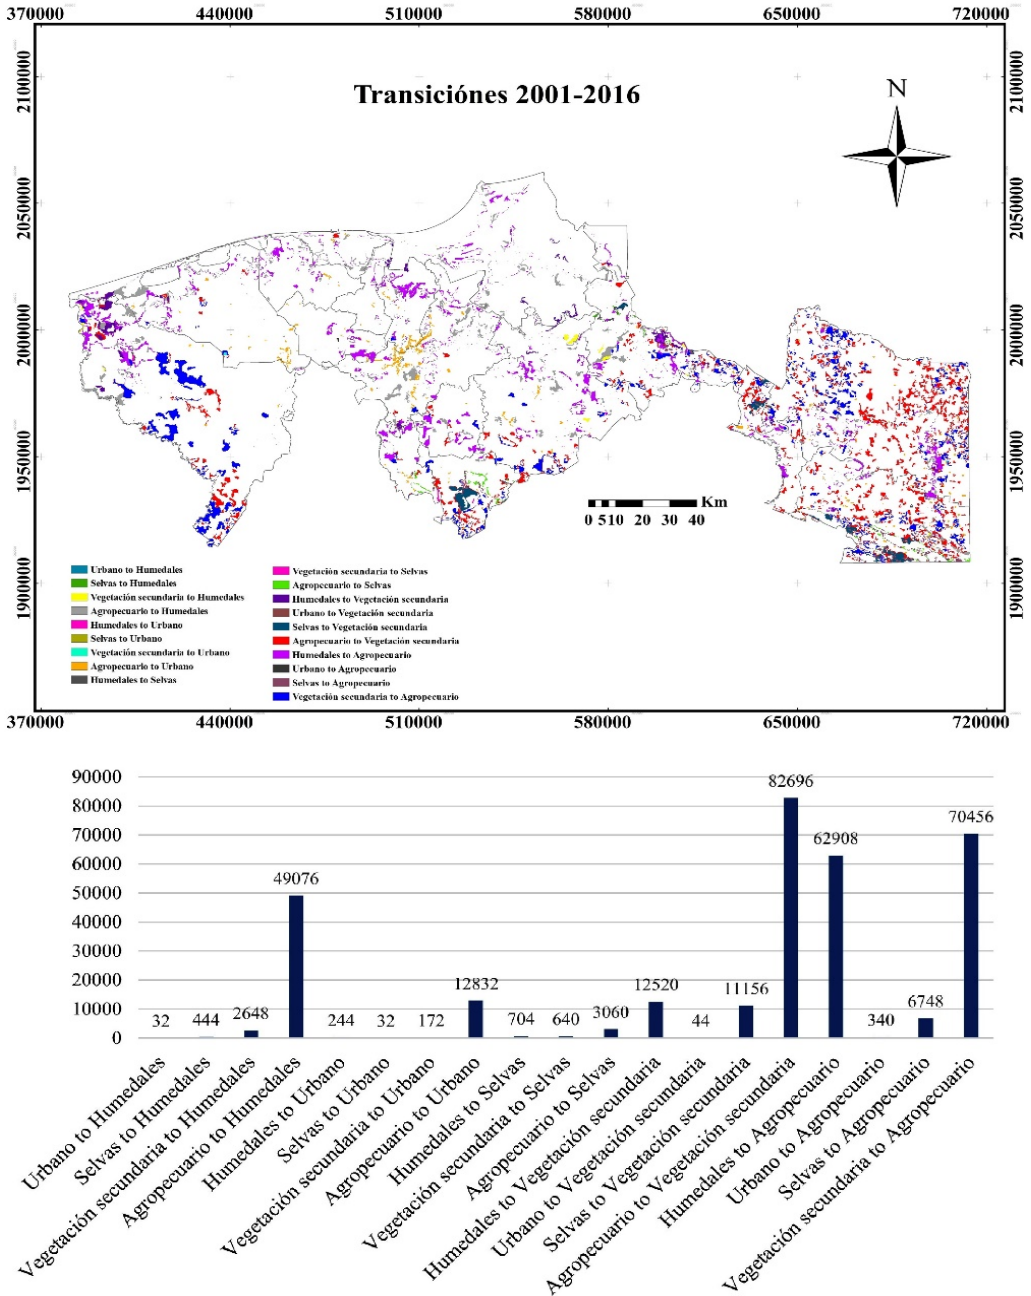 370000 440000 510000 580000 650000 720000
Transiciónes 2001-2016
N
2100000 2100000
2050000 2050000
2000000 2000000
1950000 1950000
1900000 1900000
Km
0 5 10 20 30 40
Urbano to Humedales
Selvas to Humedales
Vegetación secundaria to Humedales
Agropecuario to Humedales
Humedales to Urbano
Selvas to Urbano
Vegetación secundaria to Urbano
Agropecuario to Urbano
Humedales to Selvas
Vegetación secundaria to Selvas
Agropecuario to Selvas
Humedales to Vegetación secundaria
Urbano to Vegetación secundaria
Selvas to Vegetación secundaria
Agropecuario to Vegetación secundaria
Humedales to Agropecuario
Urbano to Agropecuario
Selvas to Agropecuario
Vegetación secundaria to Agropecuario
370000 440000 510000 580000 650000 720000
90000
80000
70000
60000
50000
40000
30000
20000
10000
0
32 444 2648 49076 244 32 172 12832 704 640 3060 12520 44 11156 82696 62908 340 6748 70456
Urbano to Humedales
Selvas to Humedales
Vegetación secundaria to Humedales
Agropecuario to Humedales
Humedales to Urbano
Selvas to Urbano
Vegetación secundaria to Urbano
Agropecuario to Urbano
Humedales to Selvas
Vegetación secundaria to Selvas
Agropecuario to Selvas
Humedales to Vegetación secundaria
Urbano to Vegetación secundaria
Selvas to Vegetación secundaria
Agropecuario to Vegetación secundaria
Humedales to Agropecuario
Urbano to Agropecuario
Selvas to Agropecuario
Vegetación secundaria to Agropecuario